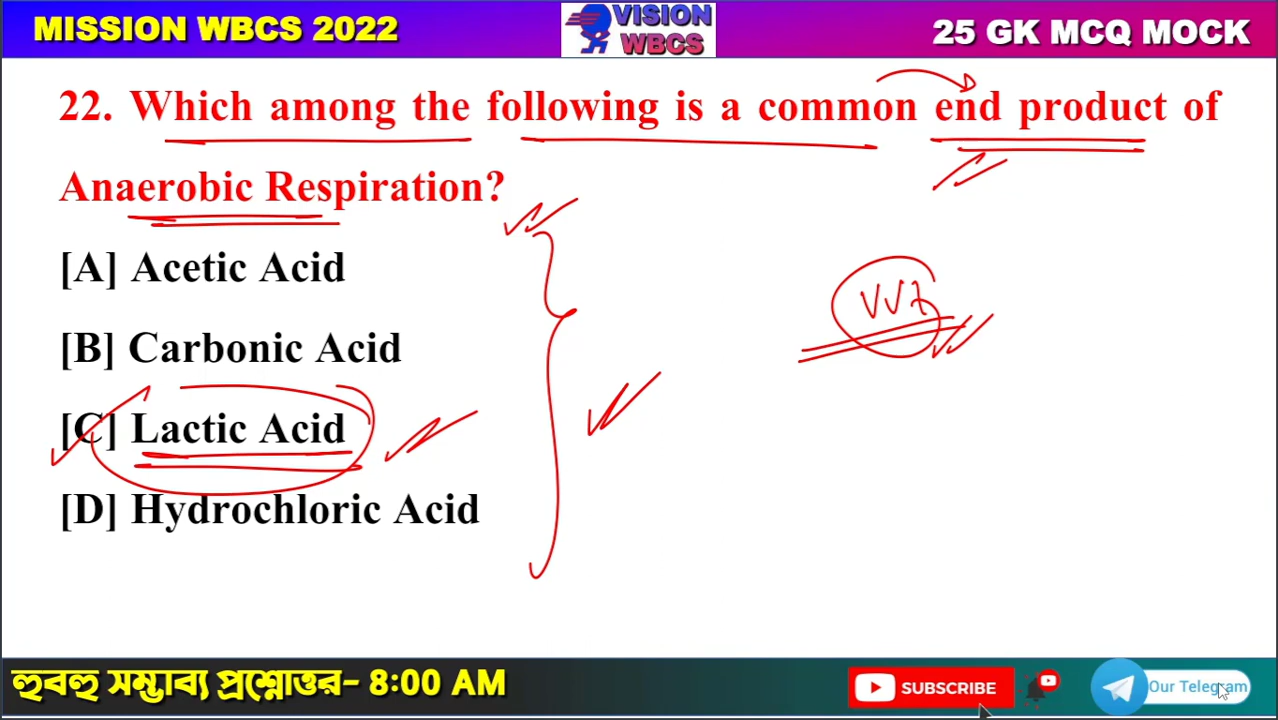 MISSION WBCS 2022
VISION
WBCS
25 GK MCQ MOCK
22. Which among the following is a common end product of
Anaerobic Respiration?
[A] Acetic Acid
[B] Carbonic Acid
[C] Lactic Acid
[D] Hydrochloric Acid
হুবহু সম্ভাব্য প্রশ্নোত্তর- 8:00 AM
SUBSCRIBE
Our Telegram